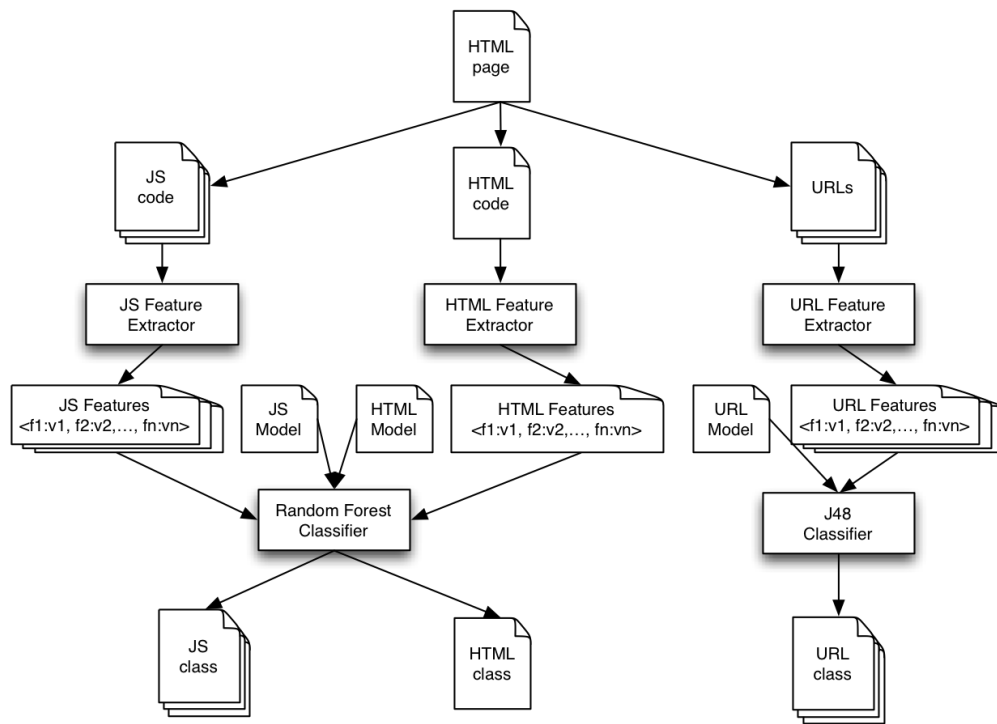 HTML
page
JS
code
HTML
code
URLs
JS Feature
Extractor
HTML Feature
Extractor
URL Feature
Extractor
JS Features
<f1:v1, f2:v2,…, fn:vn>
JS
Model
HTML
Model
HTML Features
<f1:v1, f2:v2,…, fn:vn>
URL
Model
URL Features
<f1:v1, f2:v2,…, fn:vn>
Random Forest
Classifier
J48
Classifier
JS
class
HTML
class
URL
class